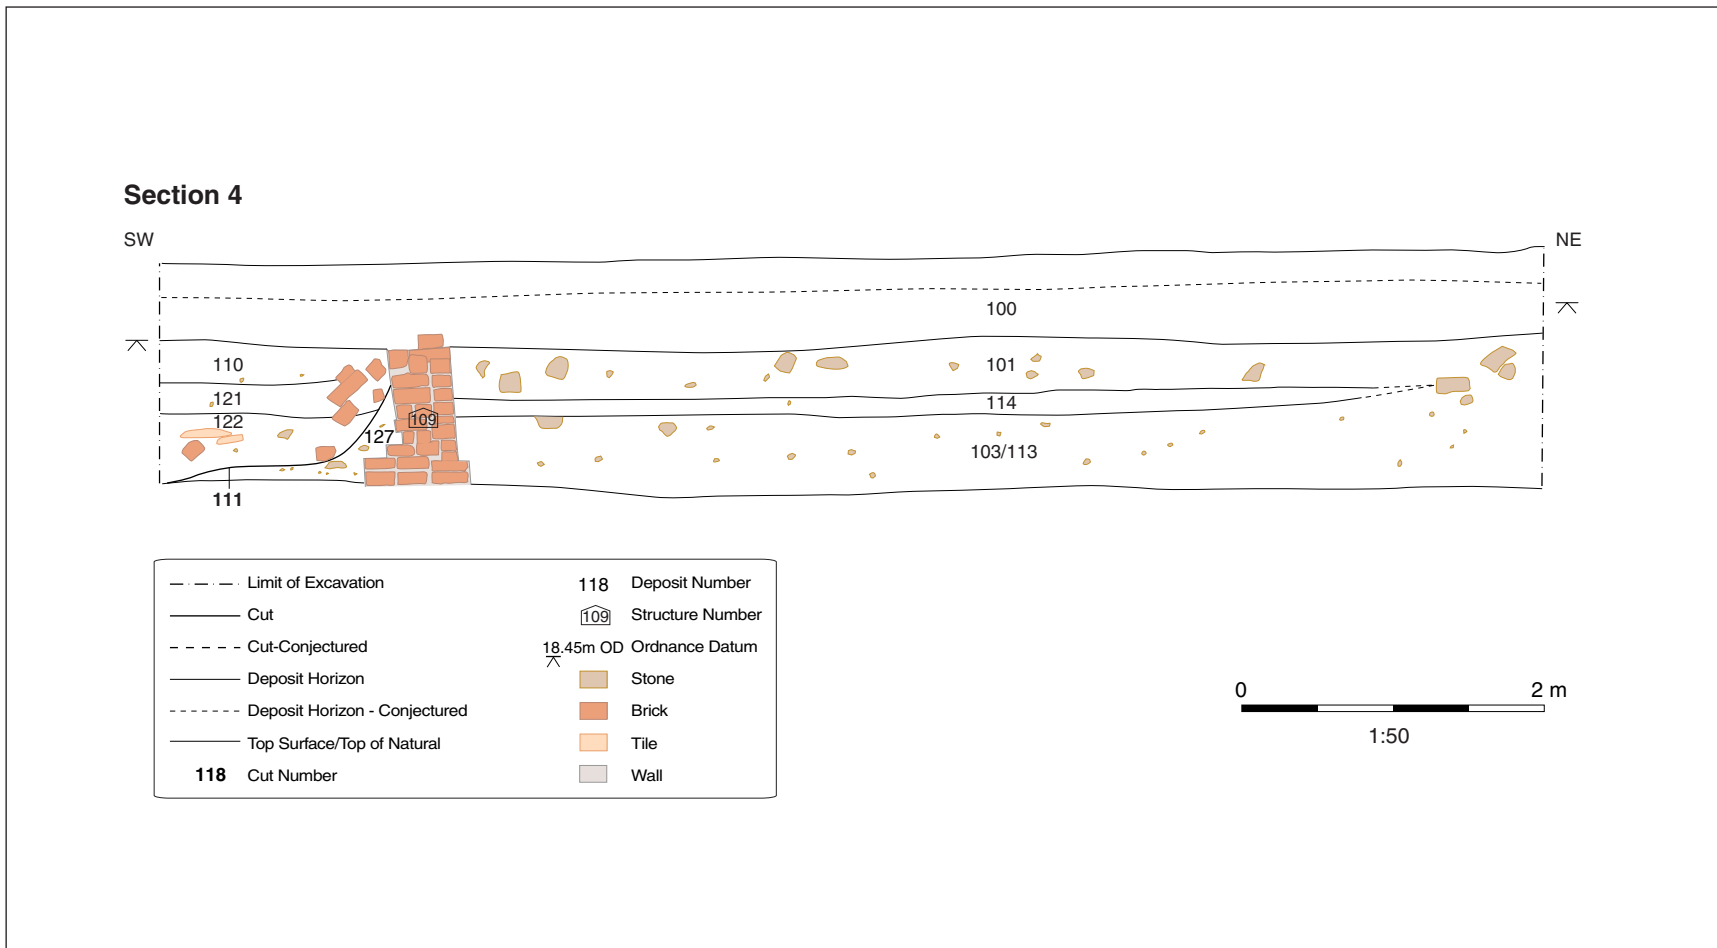 Section 4
SW
NE
100
110
101
121
114
122
109
127
103/113
111
Limit of Excavation
118 Deposit Number
Cut
109 Structure Number
Cut-Conjectured
18.45m OD Ordnance Datum
Deposit Horizon
Stone
Deposit Horizon - Conjectured
Brick
Top Surface/Top of Natural
Tile
118 Cut Number
Wall
0 2 m
1:50